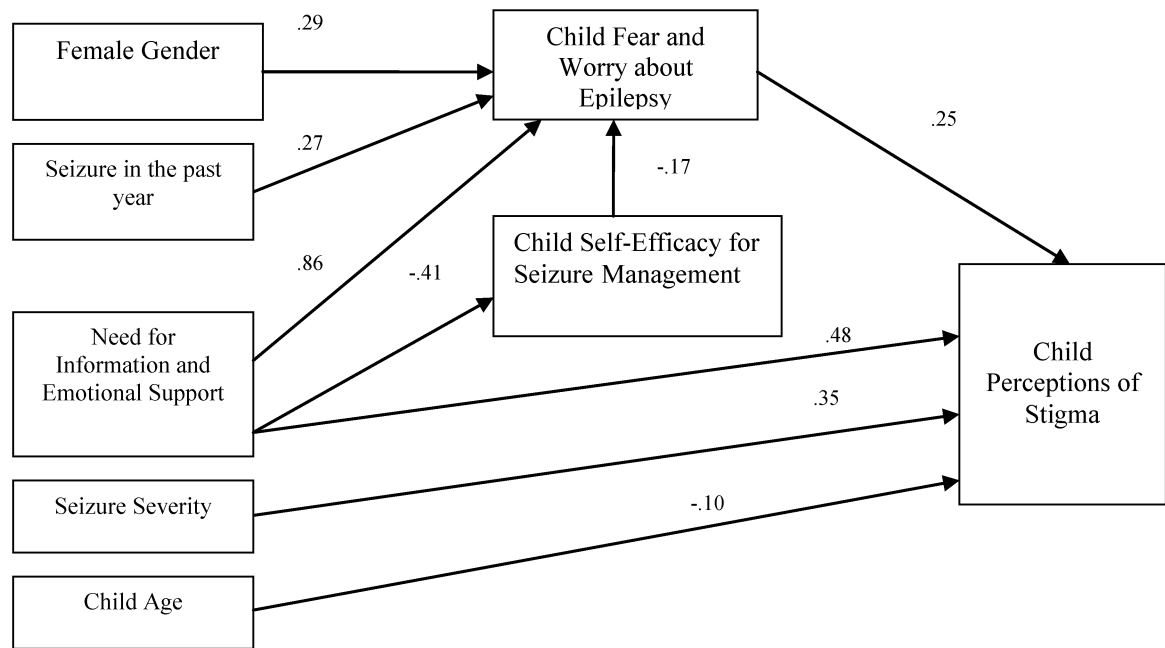 .29
Female Gender
Child Fear and
Worry about
Epilepsy
.25
.27
Seizure in the past
year
-.17
Child Self-Efficacy for
Seizure Management
.86
-.41
Need for
Information and
Emotional Support
.48
Child
Perceptions of
Stigma
.35
Seizure Severity
-.10
Child Age